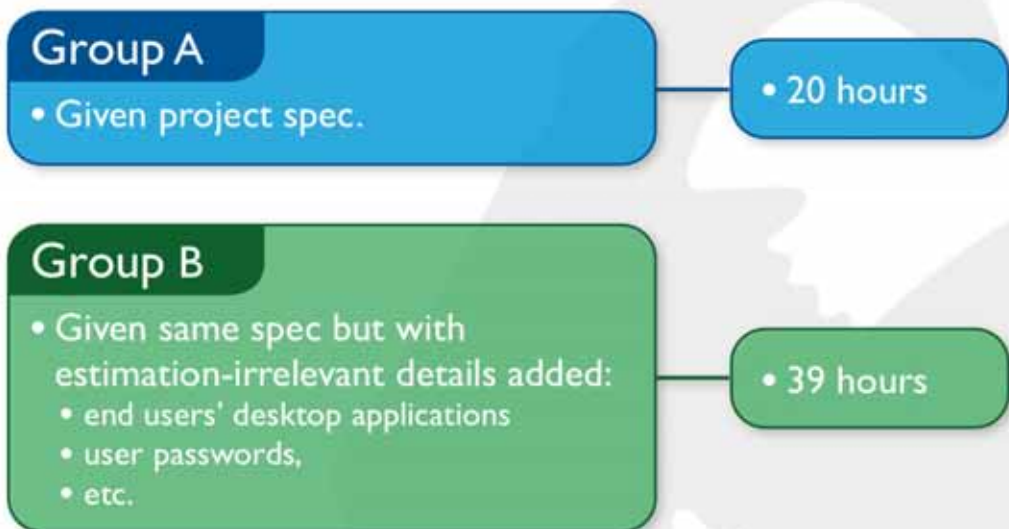 Group A
• Given project spec.
• 20 hours
Group B
• Given same spec but with
estimation-irrelevant details added:
• end users’ desktop applications
• user passwords,
• etc.
• 39 hours